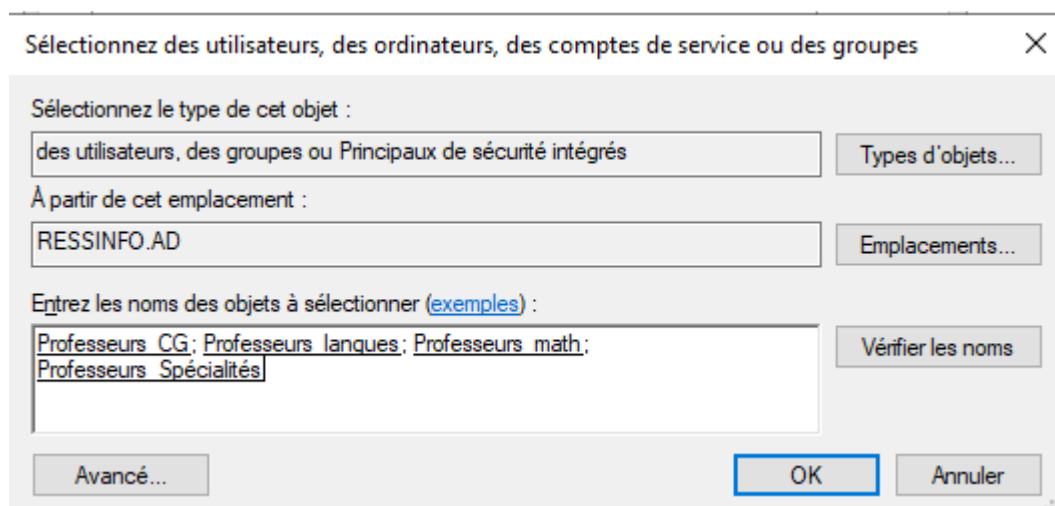 Sélectionnez des utilisateurs, des ordinateurs, des comptes de service ou des groupes
Sélectionnez le type de cet objet :
des utilisateurs, des groupes ou Principaux de sécurité intégrés
Types d'objets...
À partir de cet emplacement :
RESSINFO.AD
Emplacements...
Entrez les noms des objets à sélectionner (exemples) :
Professeurs_CG; Professeurs_langues; Professeurs_math;
Professeurs_Spécialités
Vérifier les noms
Avancé...
OK
Annuler